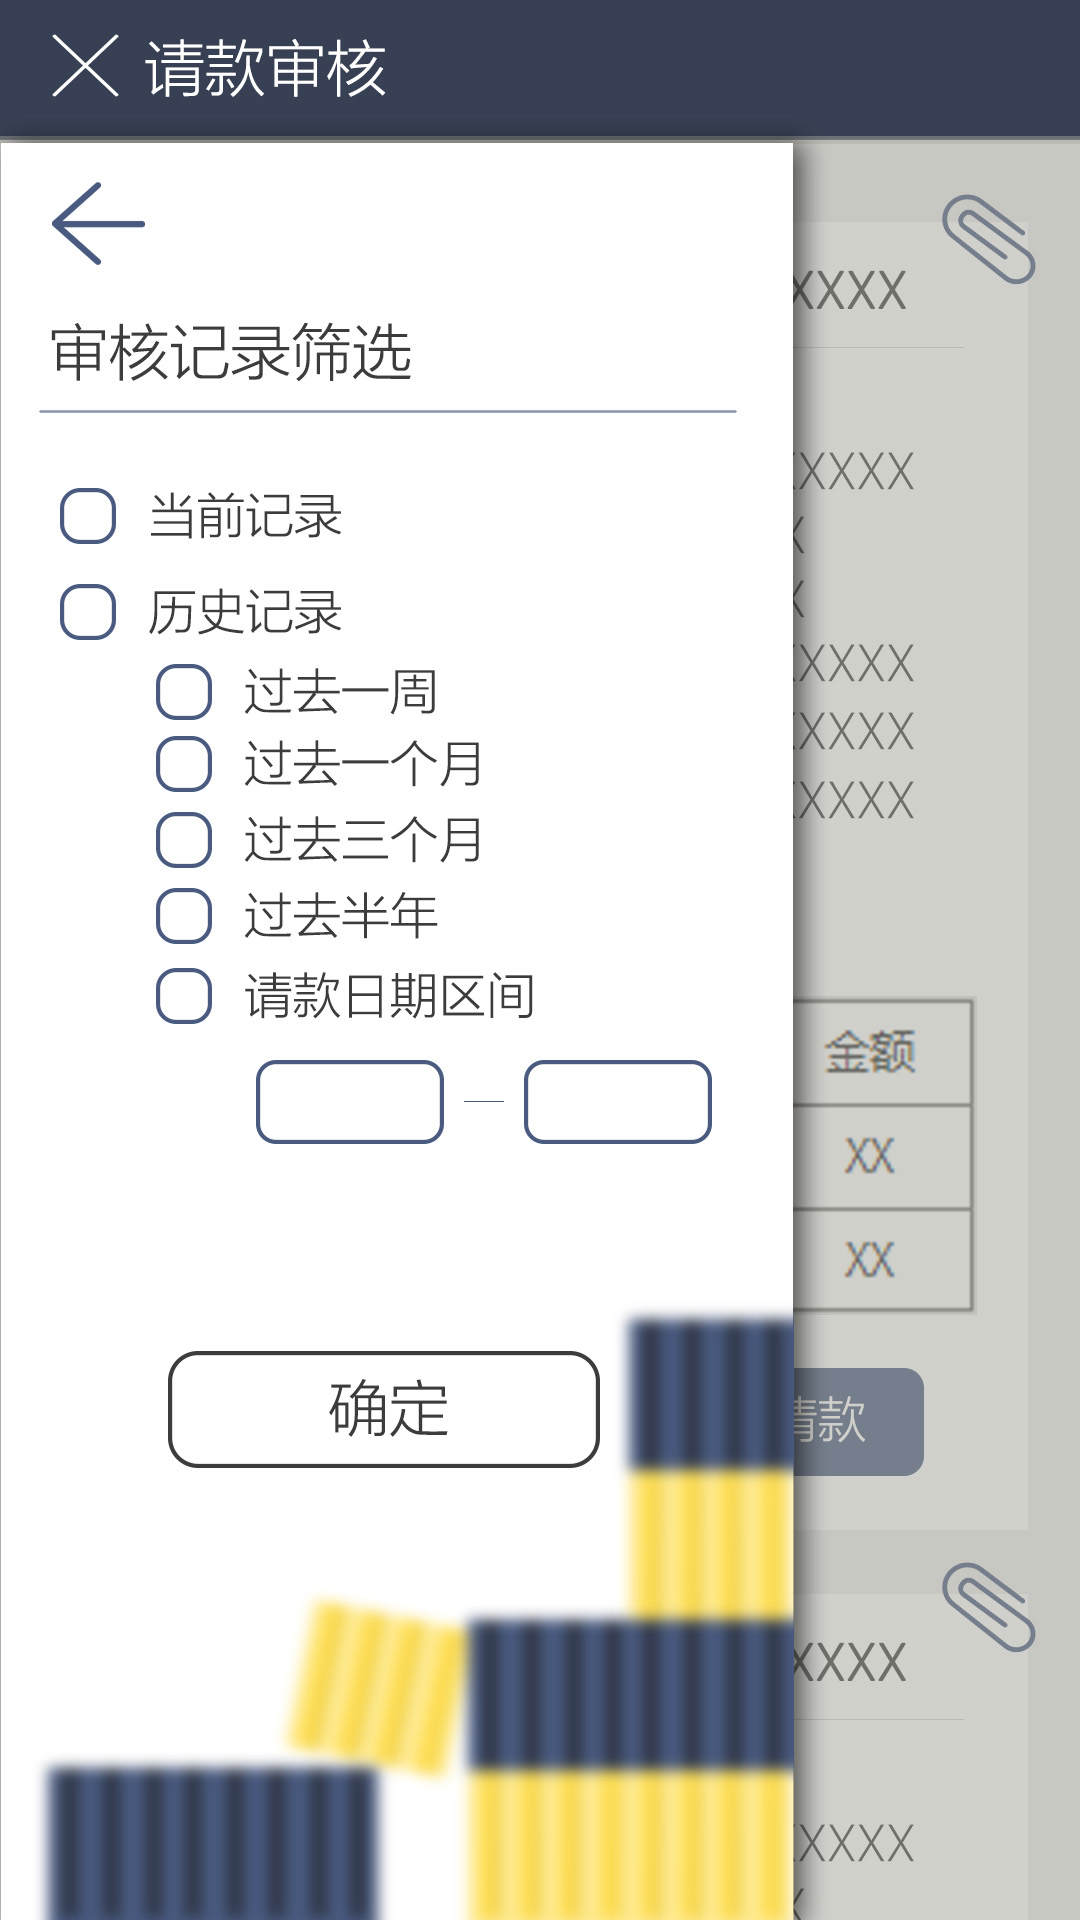 请款审核
审核记录筛选
当前记录
历史记录
过去一周
过去一个月
过去三个月
过去半年
请款日期区间
—
确定
XXXX
XXXX
X
X
XXXX
XXXX
XXXX
金额
XX
XX
请款
XXXX
XXXX
X